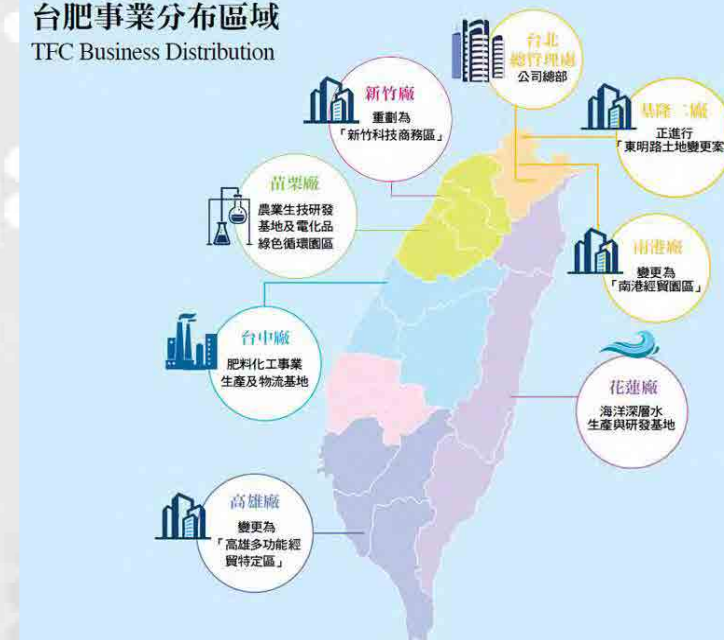 台肥事業分布區域
TFC Business Distribution
台北
總管理處
公司總部
新竹廠
重劃為
「新竹科技商務區」
基隆二廠
正進行
「東明路土地變更案
苗栗廠
農業生技研發
基地及電化品
綠色循環園區
南港廠
變更為
「南港經貿園區」
台中廠
肥料化工事業
生產及物流基地
花蓮廠
海洋深層水
生產與研發基地
高雄廠
變更為
「高雄多功能經
貿特定區」